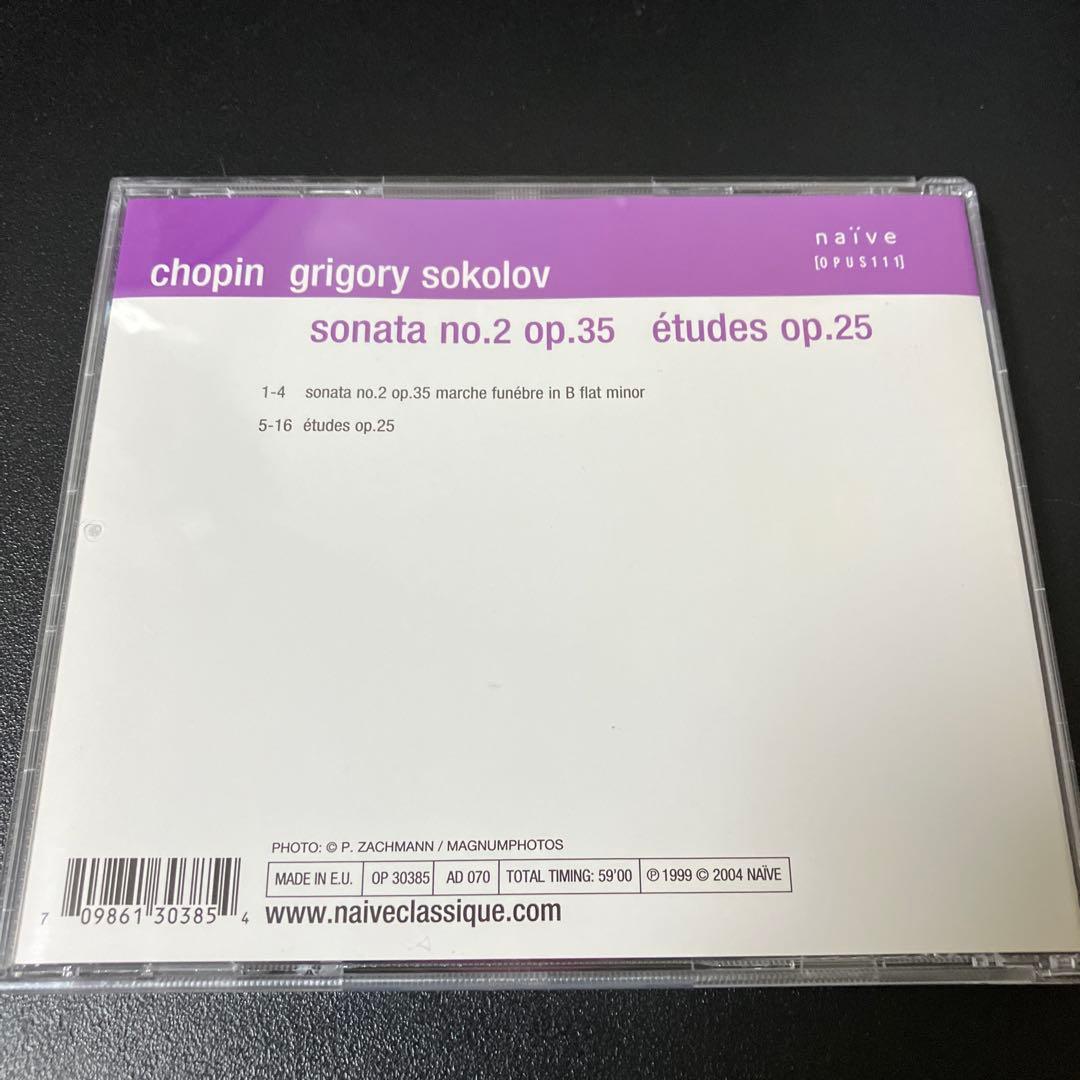 naïve
[OPUS111]
chopin grigory sokolov
sonata no.2 op.35 études op.25
1-4 sonata no.2 op.35 marche funébre in B flat minor
5-16 études op.25
PHOTO: © P. ZACHMANN / MAGNUMPHOTOS
MADE IN E.U. OP 30385 AD 070 TOTAL TIMING: 59'00 ℗ 1999 © 2004 NAÏVE
7 09861 30385 4
www.naiveclassique.com